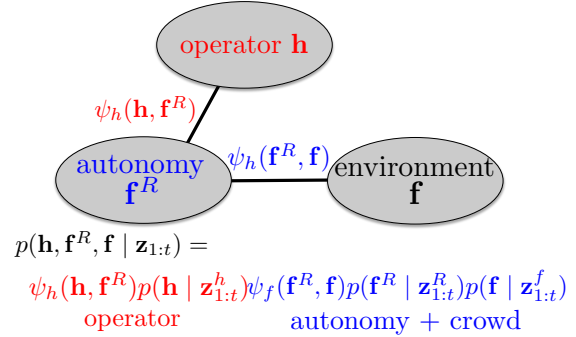 operator h
ψ_h(h, f^R)
autonomy
f^R
ψ_h(f^R, f)
environment
f
p(h, f^R, f | z_{1:t}) =
ψ_h(h, f^R)p(h | z^h_{1:t})ψ_f(f^R, f)p(f^R | z^R_{1:t})p(f | z^f_{1:t})
operator autonomy + crowd